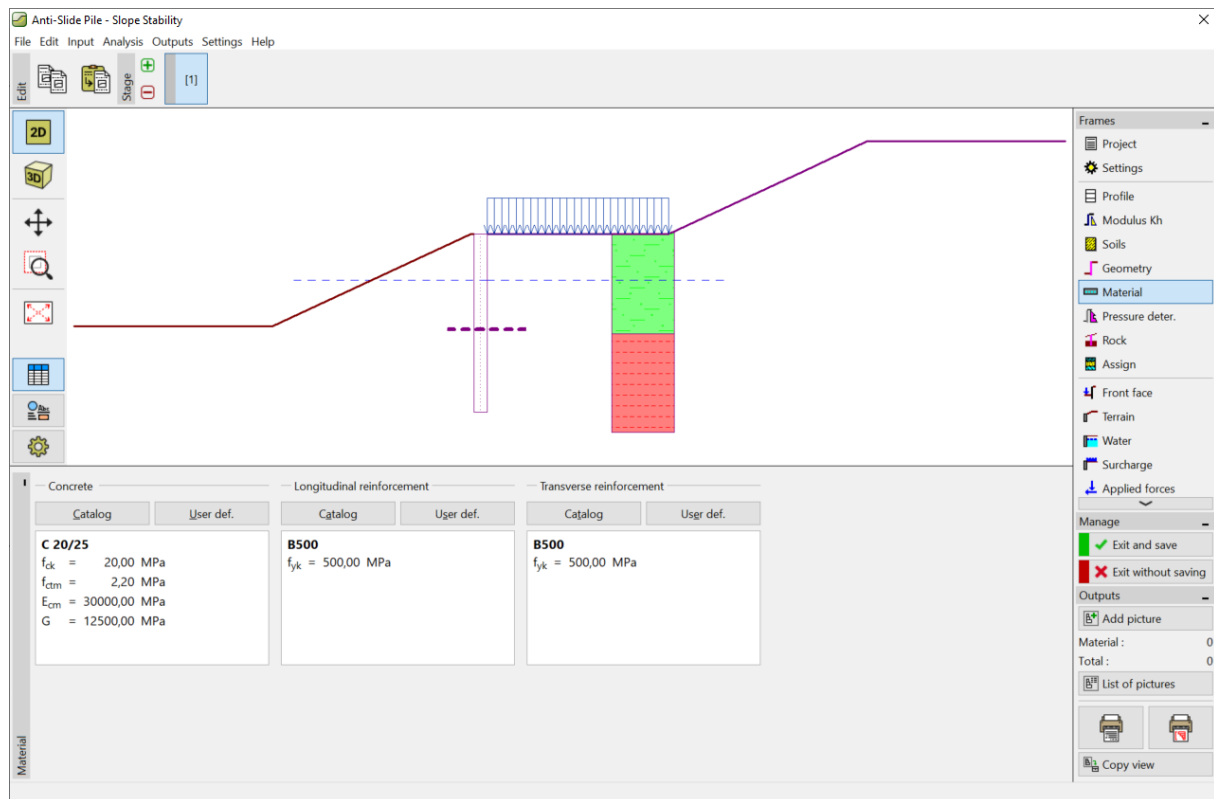 Anti-Slide Pile - Slope Stability
File Edit Input Analysis Outputs Settings Help
Edit
Stage
[1]
2D
3D
Frames
Project
Settings
Profile
Modulus Kh
Soils
Geometry
Material
Pressure deter.
Rock
Assign
Front face
Terrain
Water
Surcharge
Applied forces
Manage
Exit and save
Exit without saving
Outputs
Add picture
Material : 0
Total : 0
List of pictures
Copy view
Material
Concrete
Catalog User def.
C 20/25
fck = 20,00 MPa
fctm = 2,20 MPa
Ecm = 30000,00 MPa
G = 12500,00 MPa
Longitudinal reinforcement
Catalog User def.
B500
fyk = 500,00 MPa
Transverse reinforcement
Catalog User def.
B500
fyk = 500,00 MPa